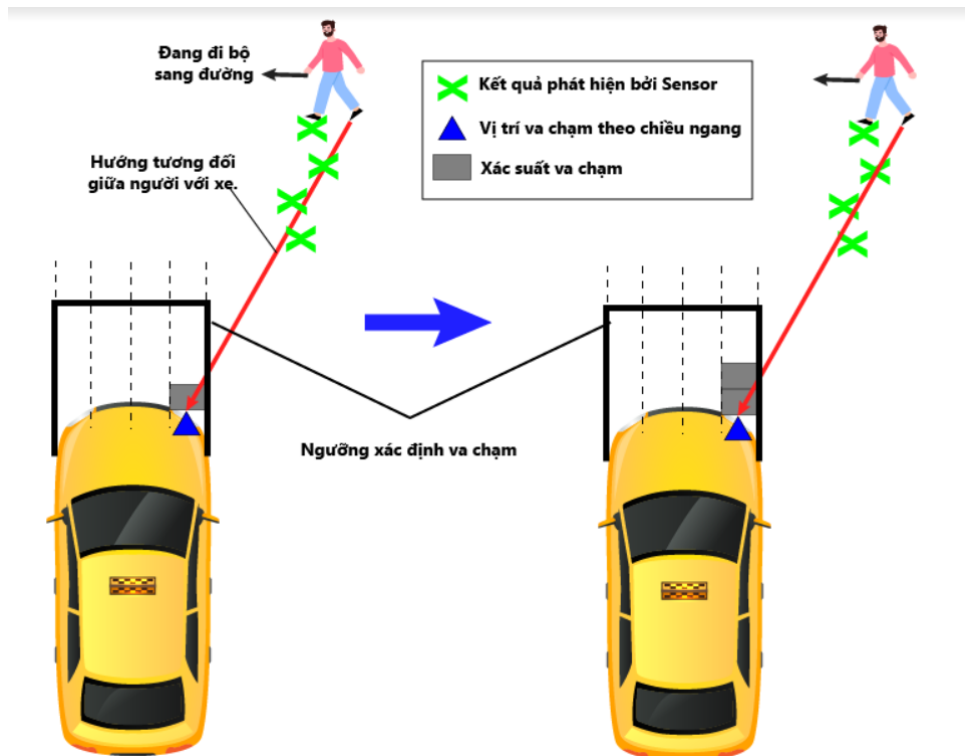 Đang đi bộ
sang đường
Kết quả phát hiện bởi Sensor
Vị trí va chạm theo chiều ngang
Xác suất va chạm
Hướng tương đối
giữa người với xe.
Ngưỡng xác định va chạm